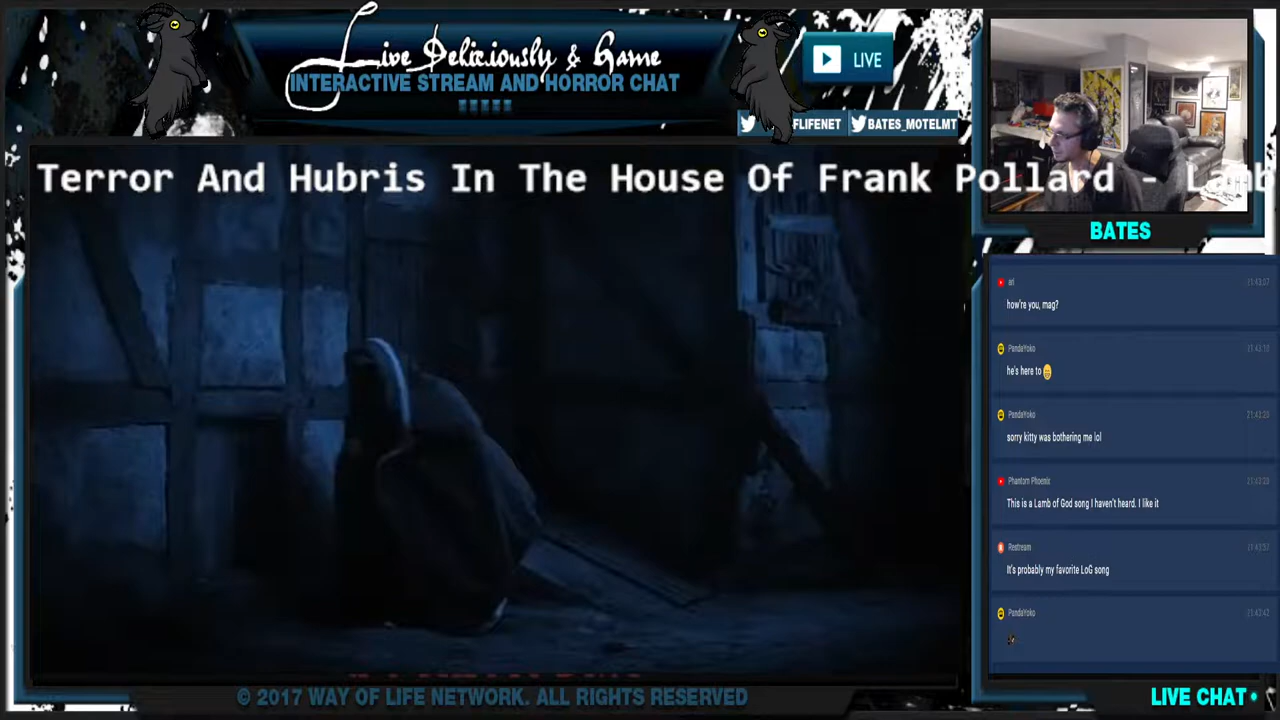 Live Deliciously & Game
INTERACTIVE STREAM AND HORROR CHAT
LIVE
FLIFENET
BATES_MOTELMT
Terror And Hubris In The House Of Frank Pollard - Lamb
BATES
how're you, mag?
PandaYoko
he's here to
PandaYoko
sorry kitty was bothering me lol
Phantom Phoenix
This is a Lamb of God song I haven't heard. I like it
Restream
It's probably my favorite LoG song
PandaYoko
© 2017 WAY OF LIFE NETWORK. ALL RIGHTS RESERVED
LIVE CHAT